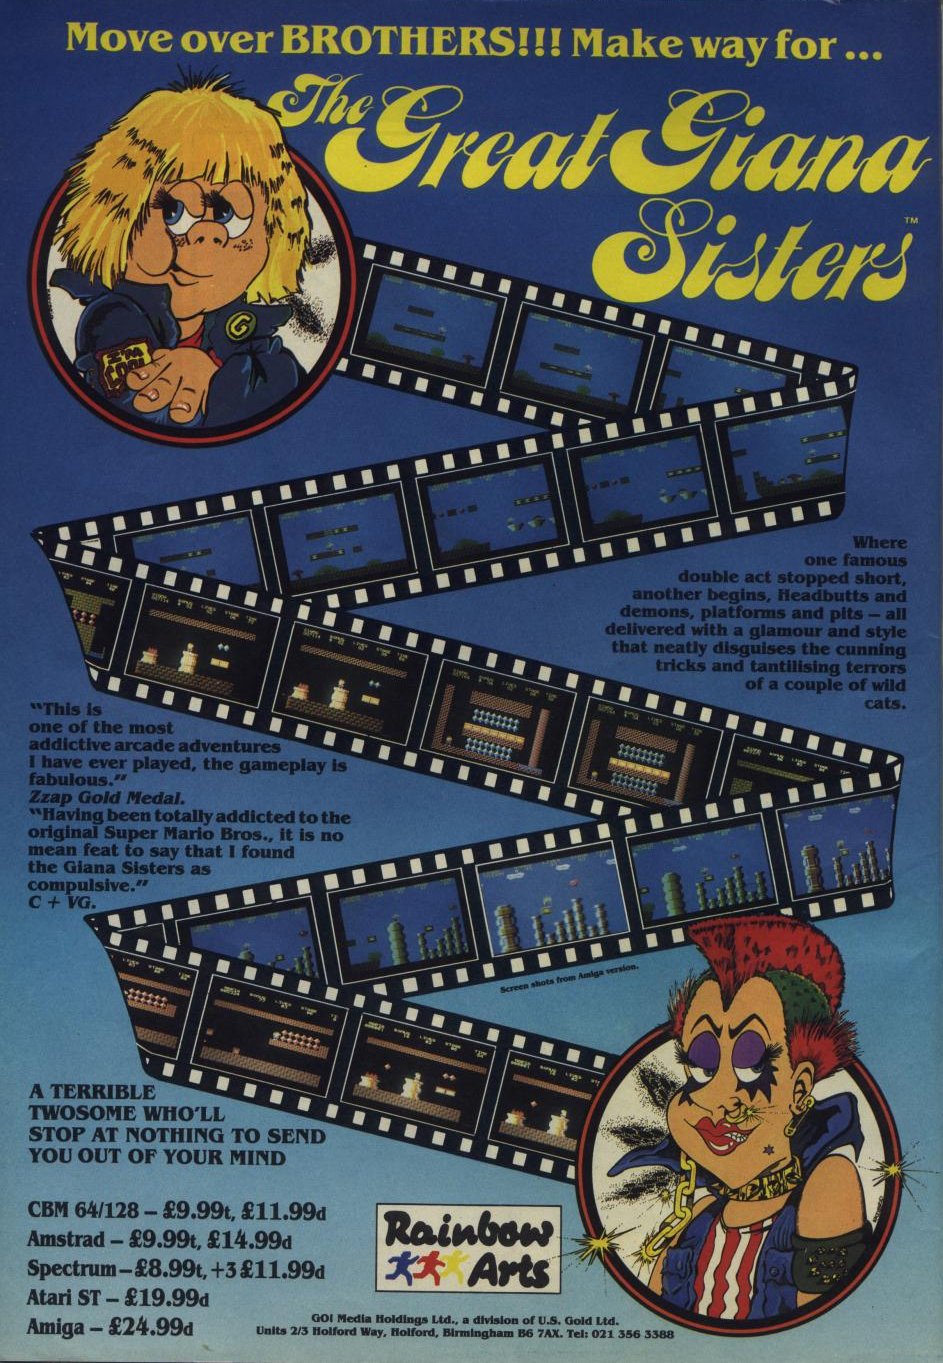 Move over BROTHERS!!! Make way for ...
The Great Giana
Sisters™
G
I'M
COOL
Where
one famous
double act stopped short,
another begins, Headbutts and
demons, platforms and pits — all
delivered with a glamour and style
that neatly disguises the cunning
tricks and tantilising terrors
of a couple of wild
cats.
"This is
one of the most
addictive arcade adventures
I have ever played, the gameplay is
fabulous."
Zzap Gold Medal.
"Having been totally addicted to the
original Super Mario Bros., it is no
mean feat to say that I found
the Giana Sisters as
compulsive."
C + VG.
Screen shots from Amiga version.
A TERRIBLE
TWOSOME WHO'LL
STOP AT NOTHING TO SEND
YOU OUT OF YOUR MIND
CBM 64/128 – £9.99t, £11.99d
Amstrad – £9.99t, £14.99d
Spectrum – £8.99t, +3 £11.99d
Atari ST – £19.99d
Amiga – £24.99d
Rainbow
Arts
GO! Media Holdings Ltd., a division of U.S. Gold Ltd.
Units 2/3 Holford Way, Holford, Birmingham B6 7AX. Tel: 021 356 3388